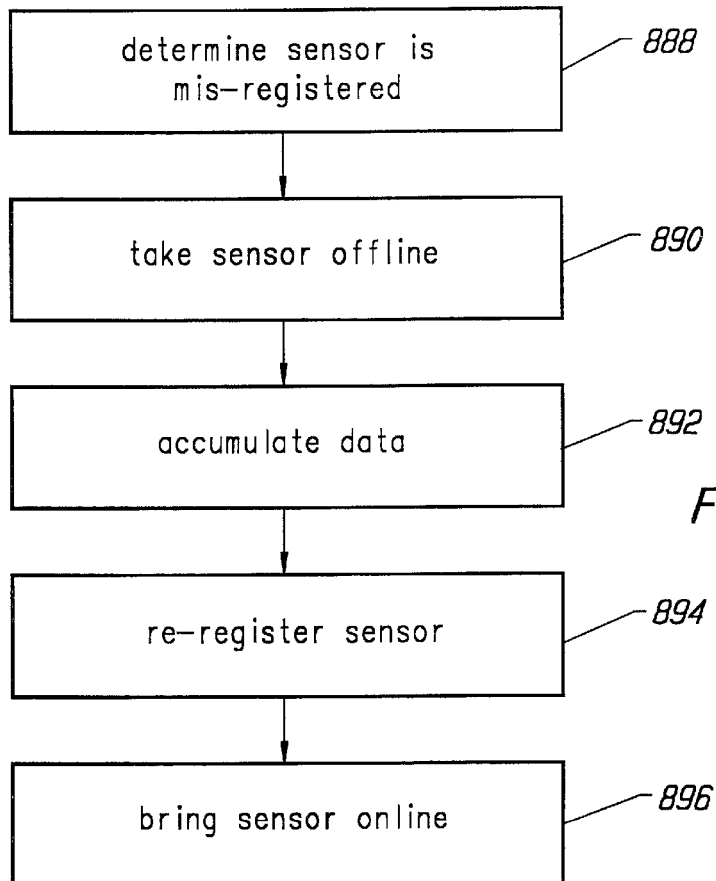 determine sensor is
mis-registered
888
take sensor offline
890
accumulate data
892
F
re-register sensor
894
bring sensor online
896